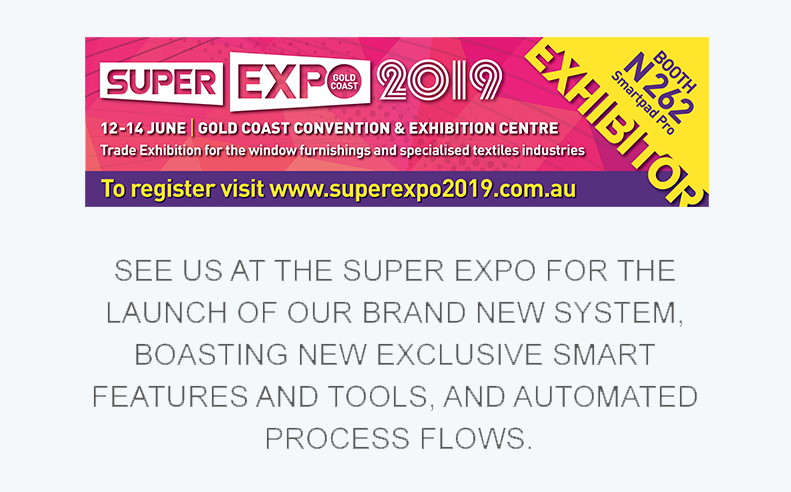 SUPER EXPO GOLD COAST 2019
12-14 JUNE | GOLD COAST CONVENTION & EXHIBITION CENTRE
Trade Exhibition for the window furnishings and specialised textiles industries
To register visit www.superexpo2019.com.au
EXHIBITOR
BOOTH
N262
Smartpad Pro
SEE US AT THE SUPER EXPO FOR THE
LAUNCH OF OUR BRAND NEW SYSTEM,
BOASTING NEW EXCLUSIVE SMART
FEATURES AND TOOLS, AND AUTOMATED
PROCESS FLOWS.